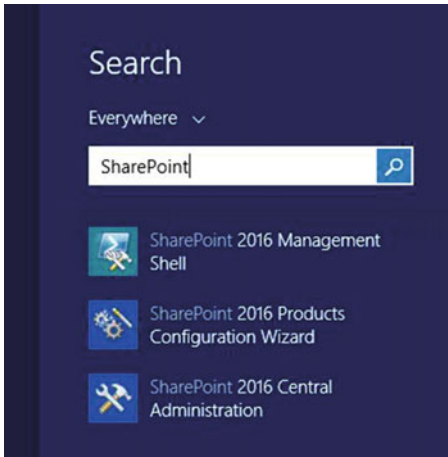 Search
Everywhere
SharePoint
SharePoint 2016 Management
Shell
SharePoint 2016 Products
Configuration Wizard
SharePoint 2016 Central
Administration